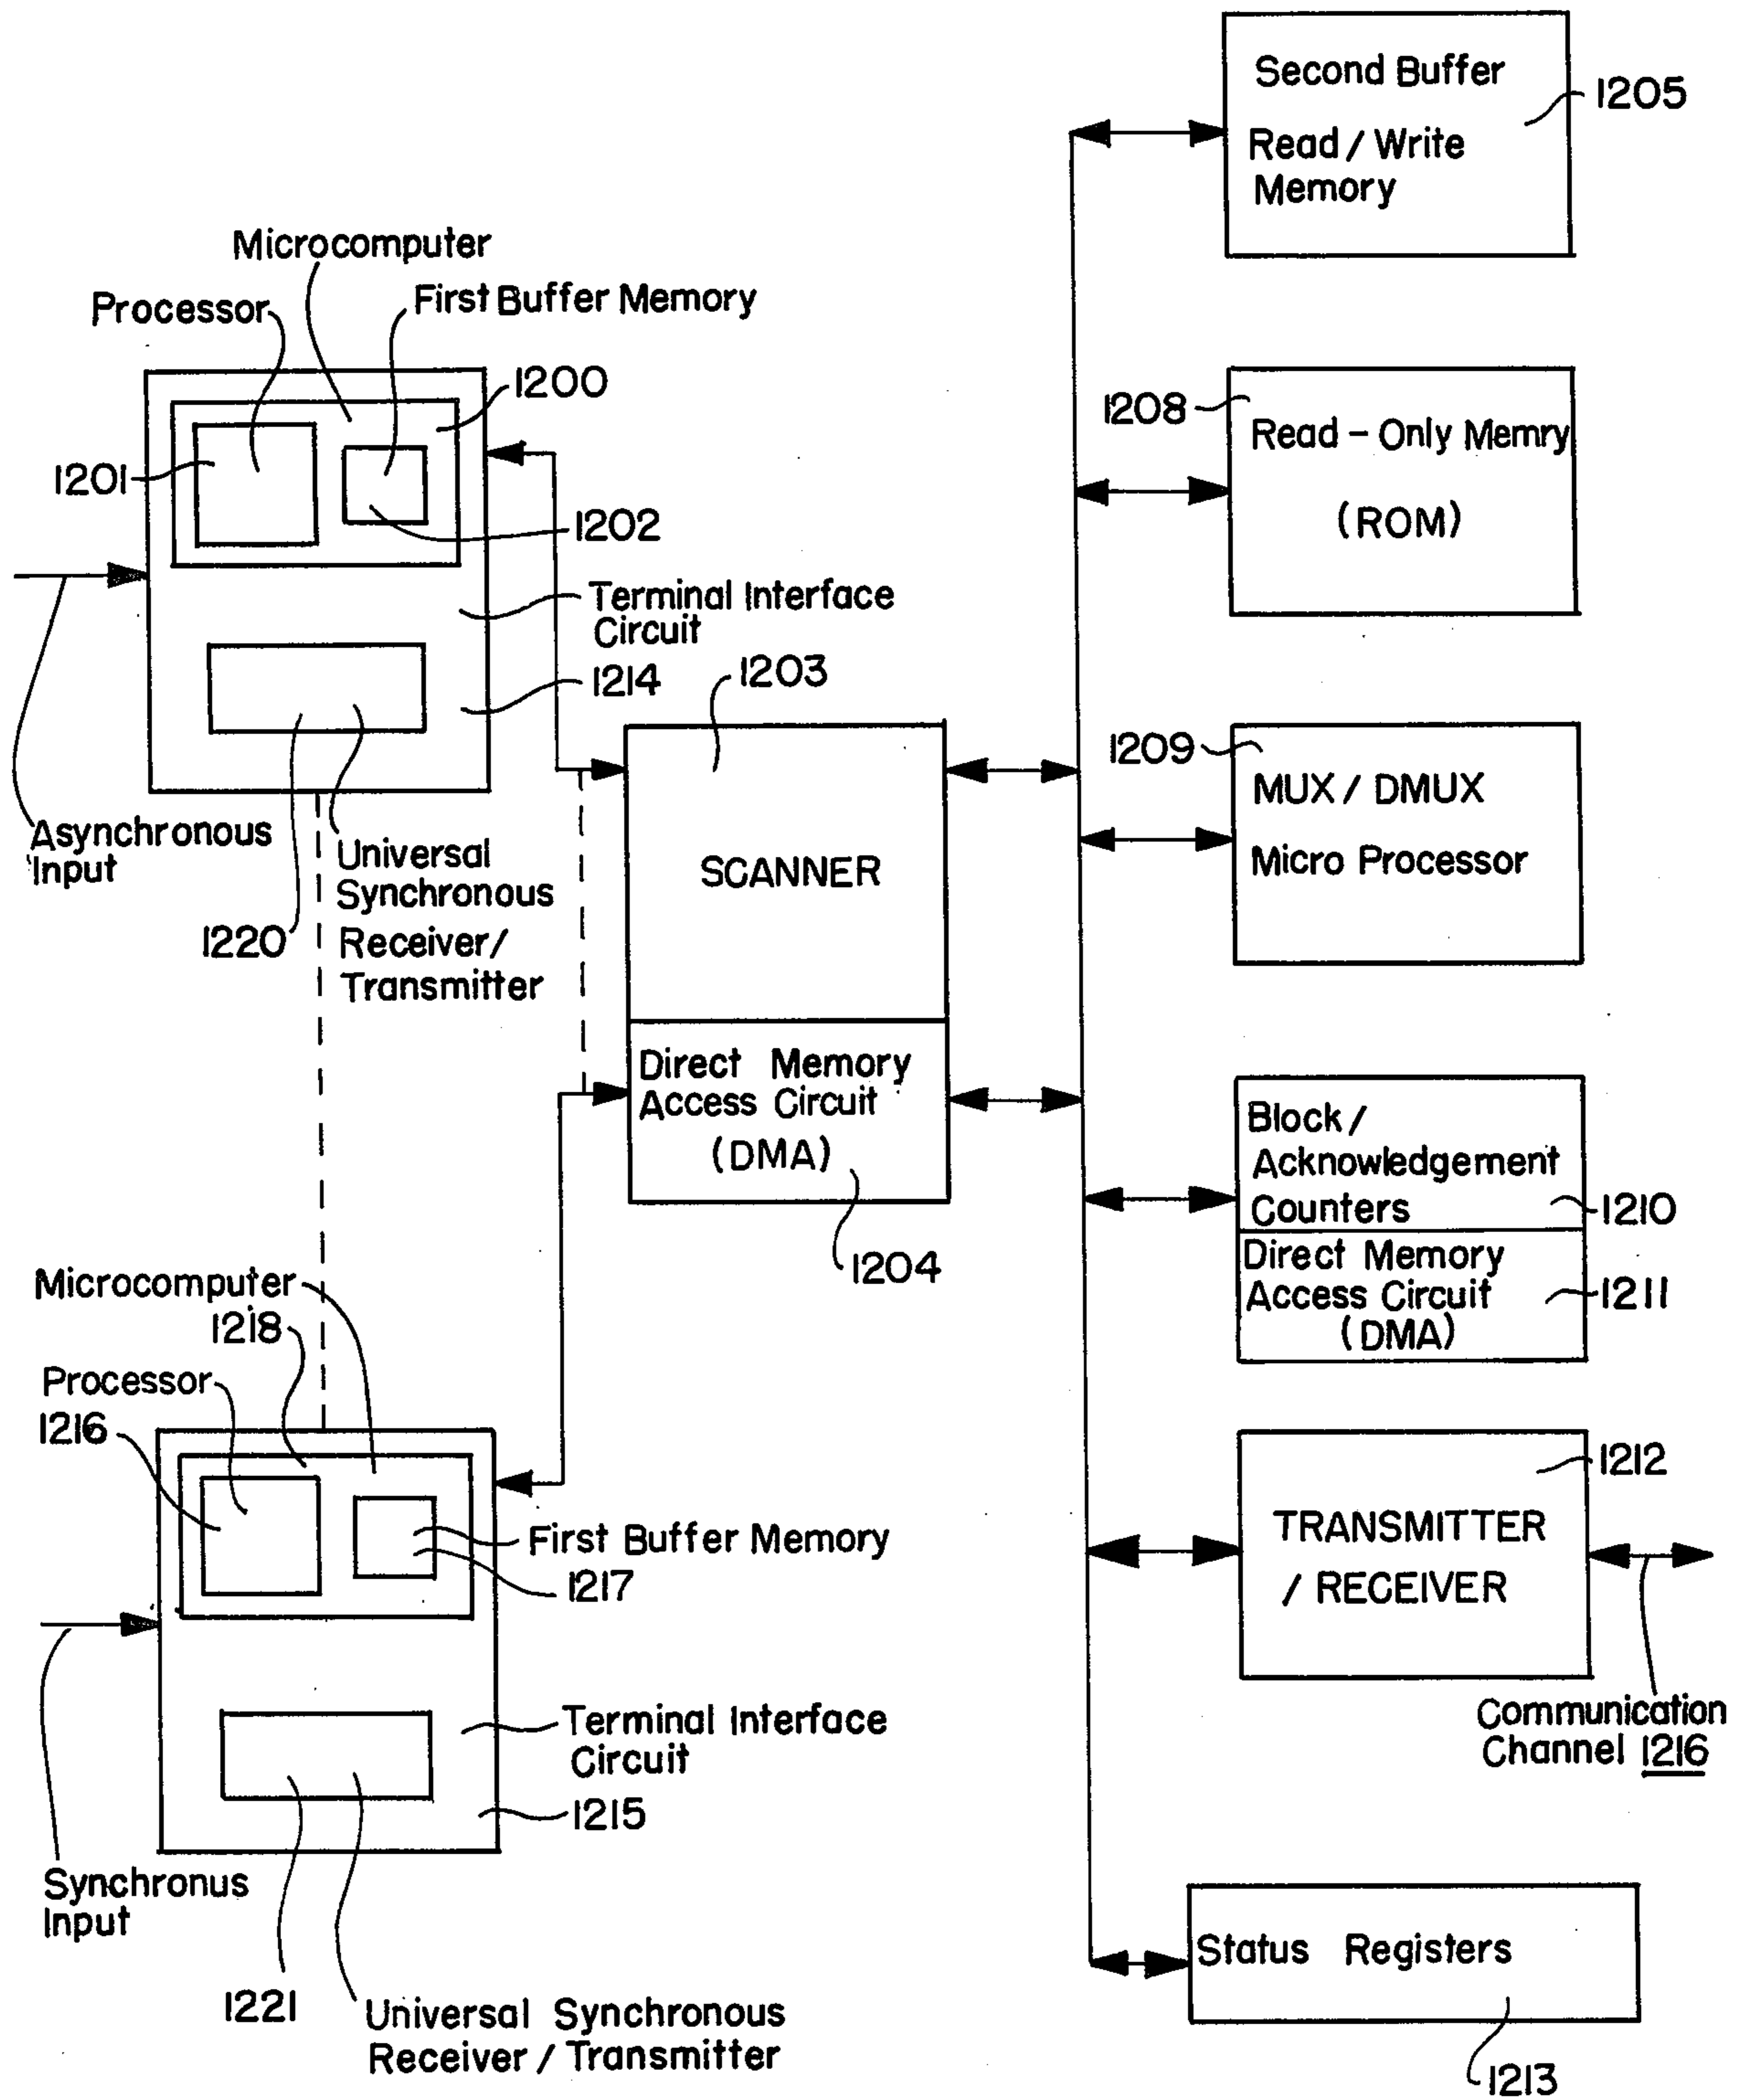 Second Buffer
1205
Read / Write
Memory
Microcomputer
Processor
First Buffer Memory
1200
1201
1202
1208
Read - Only Memry
(ROM)
Terminal Interface
Circuit
1214
1203
1209
MUX / DMUX
Micro Processor
Asynchronous
Input
Universal
Synchronous
Receiver/
Transmitter
1220
SCANNER
Direct Memory
Access Circuit
(DMA)
1204
Block /
Acknowledgement
Counters
1210
Direct Memory
Access Circuit
(DMA)
1211
Microcomputer
1218
Processor
1216
First Buffer Memory
1217
1212
TRANSMITTER
/ RECEIVER
Communication
Channel 1216
Terminal Interface
Circuit
1215
Synchronus
Input
1221
Universal Synchronous
Receiver / Transmitter
Status Registers
1213